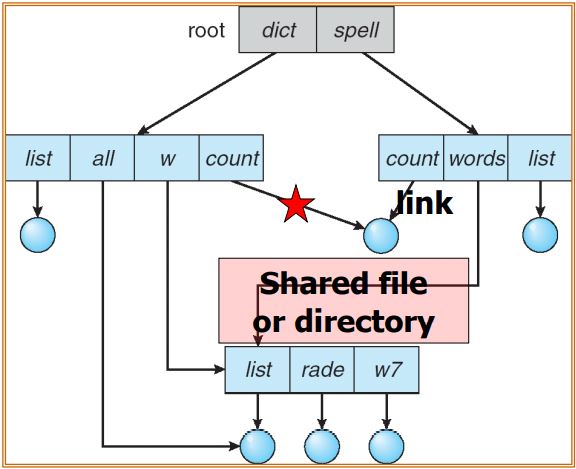 root dict spell
list all w count count words list
link
Shared file
or directory
list rade w7